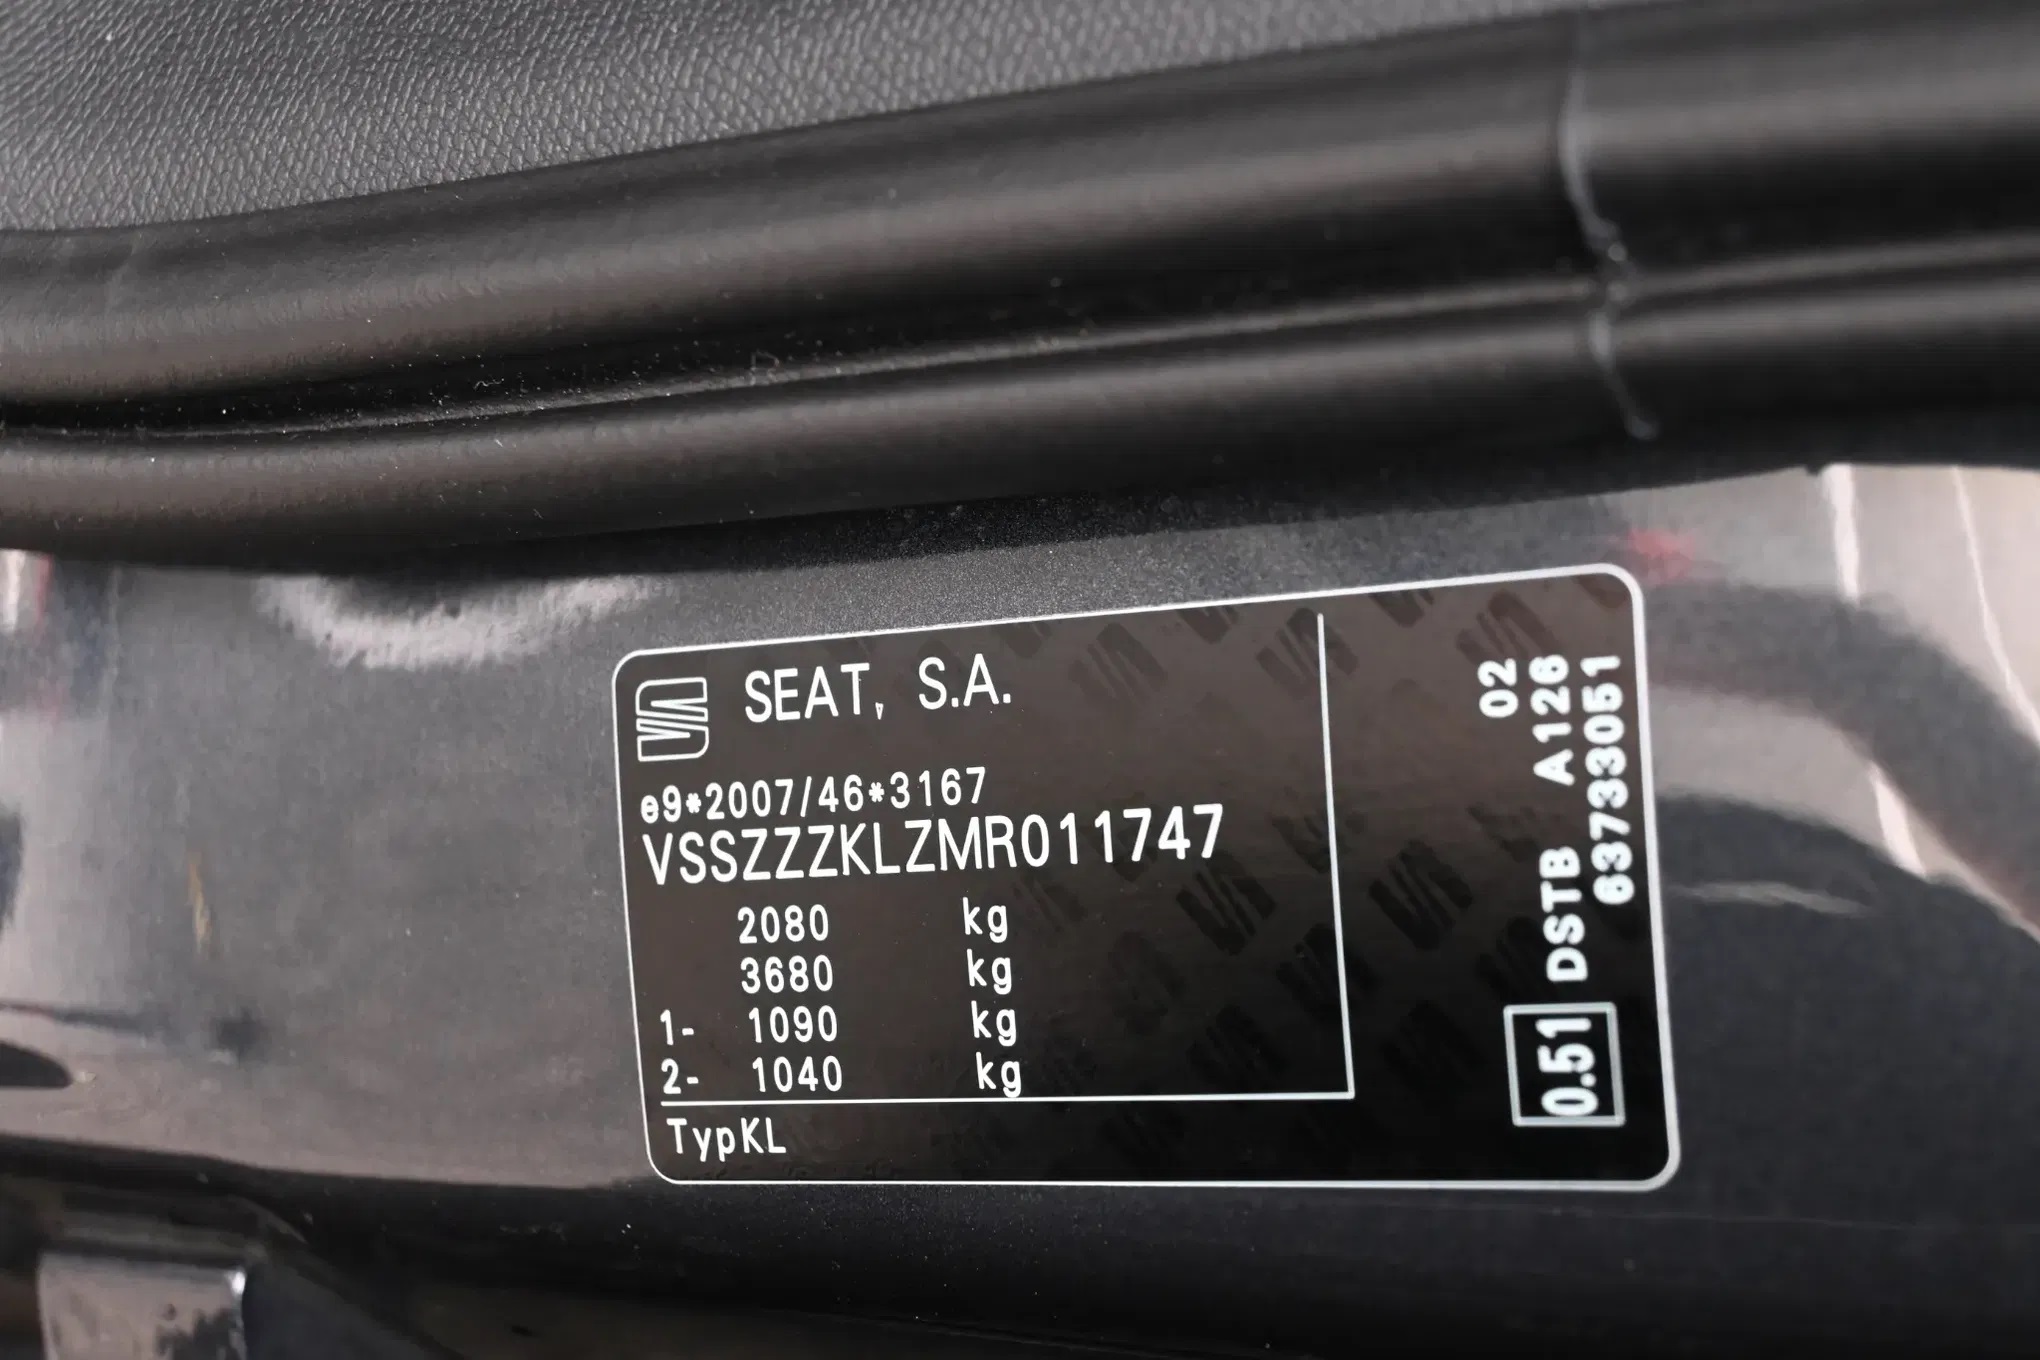 SEAT, S.A.
e9*2007/46*3167
VSSZZZKLZMR011747
2080 kg
3680 kg
1- 1090 kg
2- 1040 kg
TypKL
02
DSTB A126
63733051
0.51